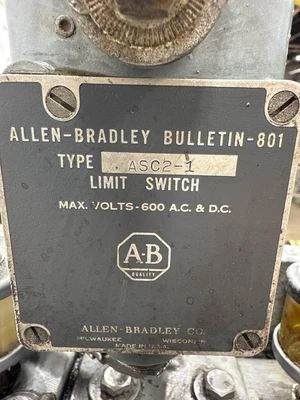 ALLEN-BRADLEY BULLETIN-801
TYPE ASC2-1
LIMIT SWITCH
MAX. VOLTS-600 A.C. & D.C.
A-B
QUALITY
ALLEN-BRADLEY CO.
MILWAUKEE WISCONSIN
MADE IN U.S.A.